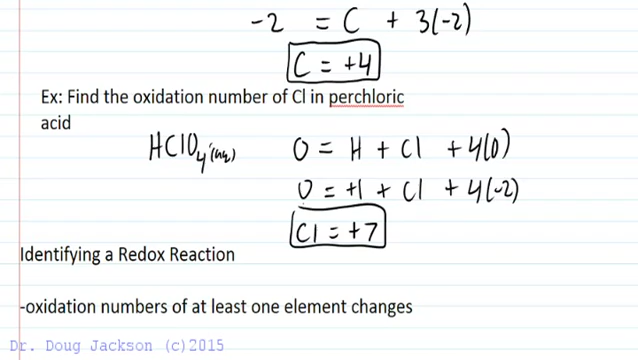 -2 = C + 3(-2)
C = +4
Ex: Find the oxidation number of Cl in perchloric
acid
HClO4 (aq) 0 = H + Cl + 4(O)
0 = +1 + Cl + 4(-2)
Cl = +7
Identifying a Redox Reaction
-oxidation numbers of at least one element changes
Dr. Doug Jackson (c)2015